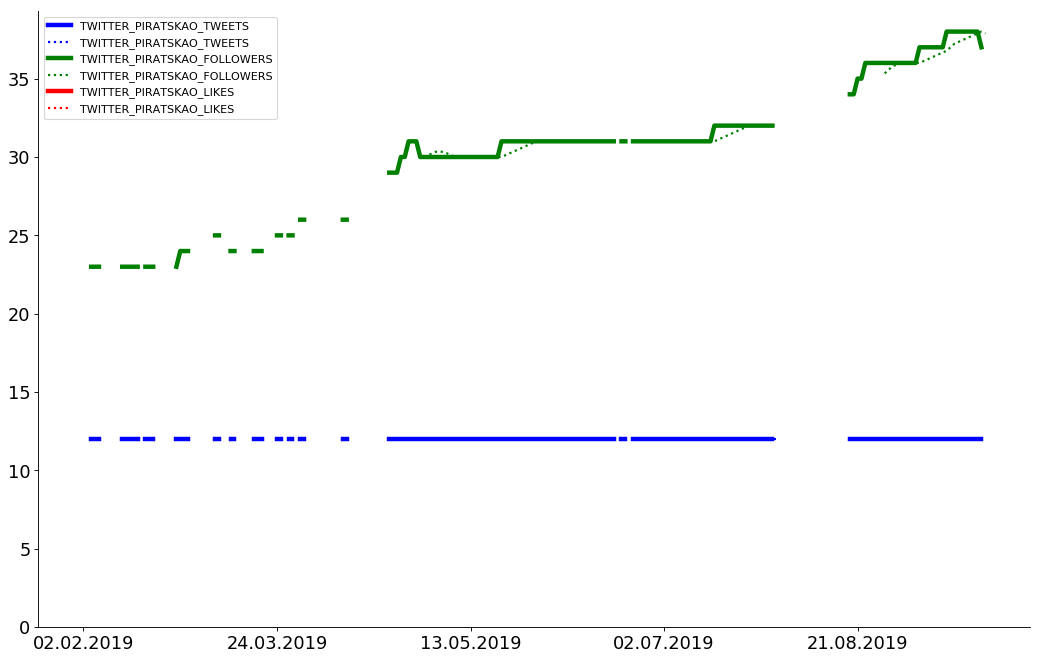 TWITTER_PIRATSKAO_TWEETS
TWITTER_PIRATSKAO_TWEETS
TWITTER_PIRATSKAO_FOLLOWERS
TWITTER_PIRATSKAO_FOLLOWERS
TWITTER_PIRATSKAO_LIKES
TWITTER_PIRATSKAO_LIKES
35
30
25
20
15
10
5
0
02.02.2019 24.03.2019 13.05.2019 02.07.2019 21.08.2019